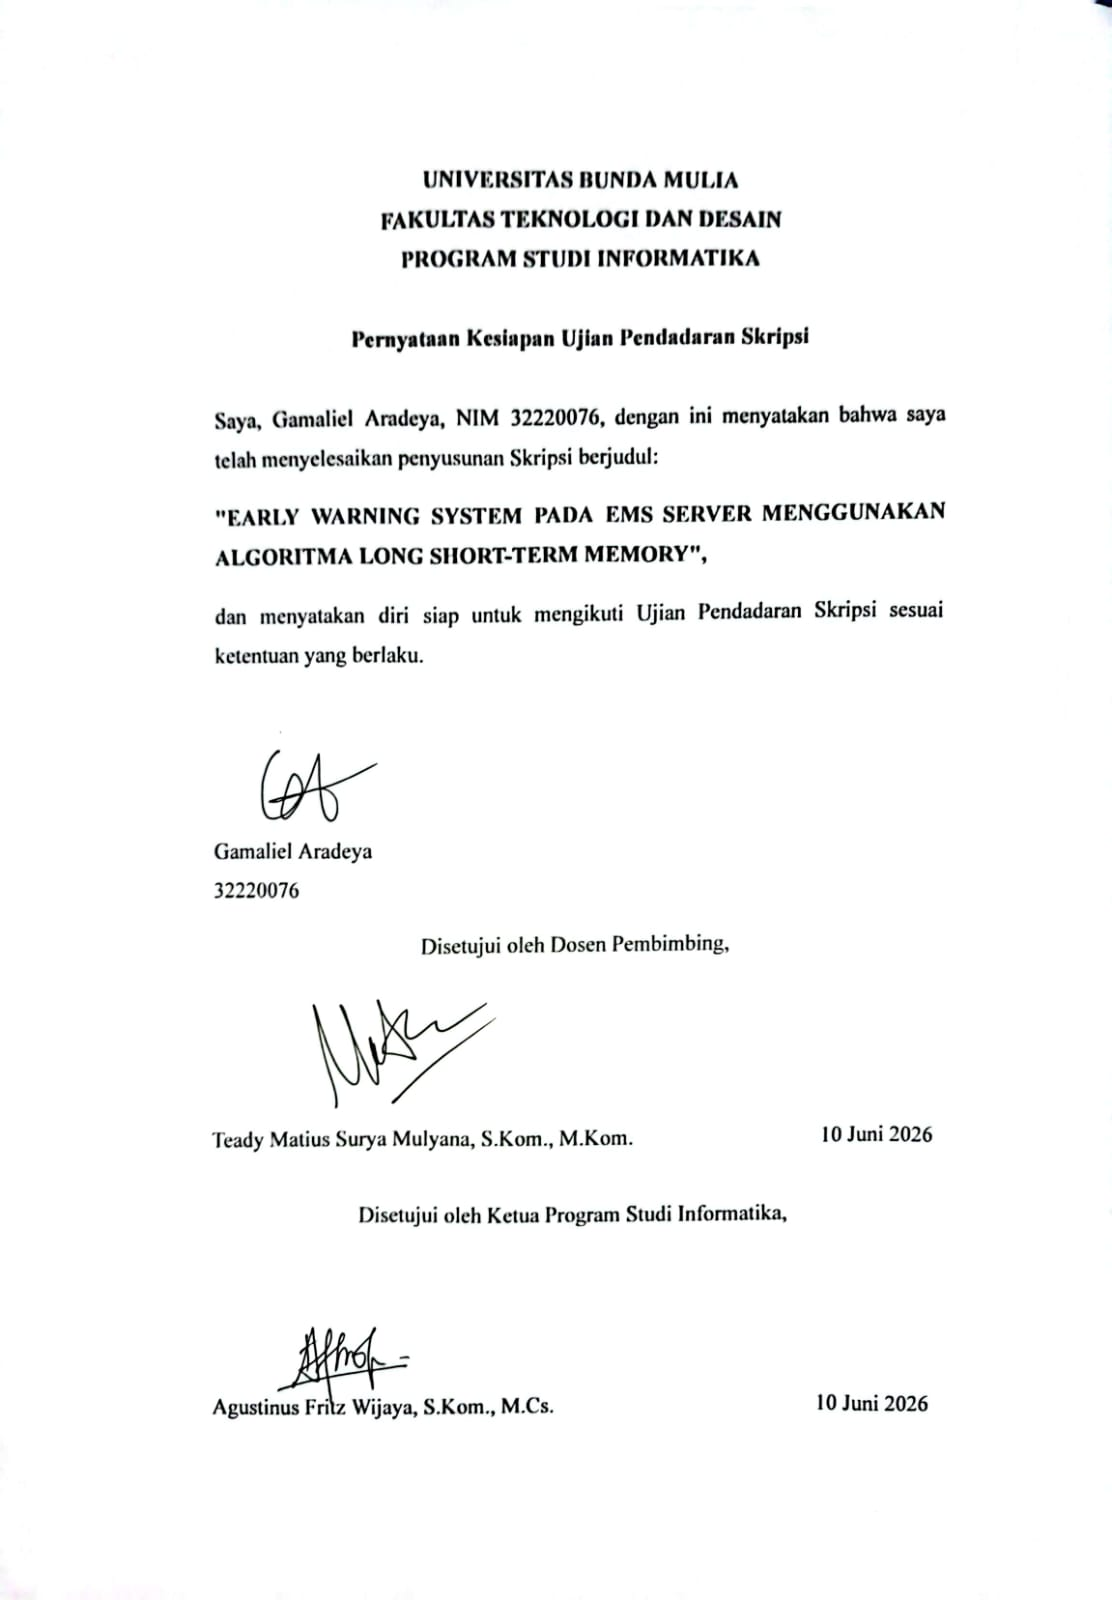 UNIVERSITAS BUNDA MULIA
FAKULTAS TEKNOLOGI DAN DESAIN
PROGRAM STUDI INFORMATIKA
Pernyataan Kesiapan Ujian Pendadaran Skripsi
Saya, Gamaliel Aradeya, NIM 32220076, dengan ini menyatakan bahwa saya
telah menyelesaikan penyusunan Skripsi berjudul:
"EARLY WARNING SYSTEM PADA EMS SERVER MENGGUNAKAN
ALGORITMA LONG SHORT-TERM MEMORY",
dan menyatakan diri siap untuk mengikuti Ujian Pendadaran Skripsi sesuai
ketentuan yang berlaku.
Gamaliel Aradeya
32220076
Disetujui oleh Dosen Pembimbing,
Teady Matius Surya Mulyana, S.Kom., M.Kom. 10 Juni 2026
Disetujui oleh Ketua Program Studi Informatika,
Agustinus Fritz Wijaya, S.Kom., M.Cs. 10 Juni 2026